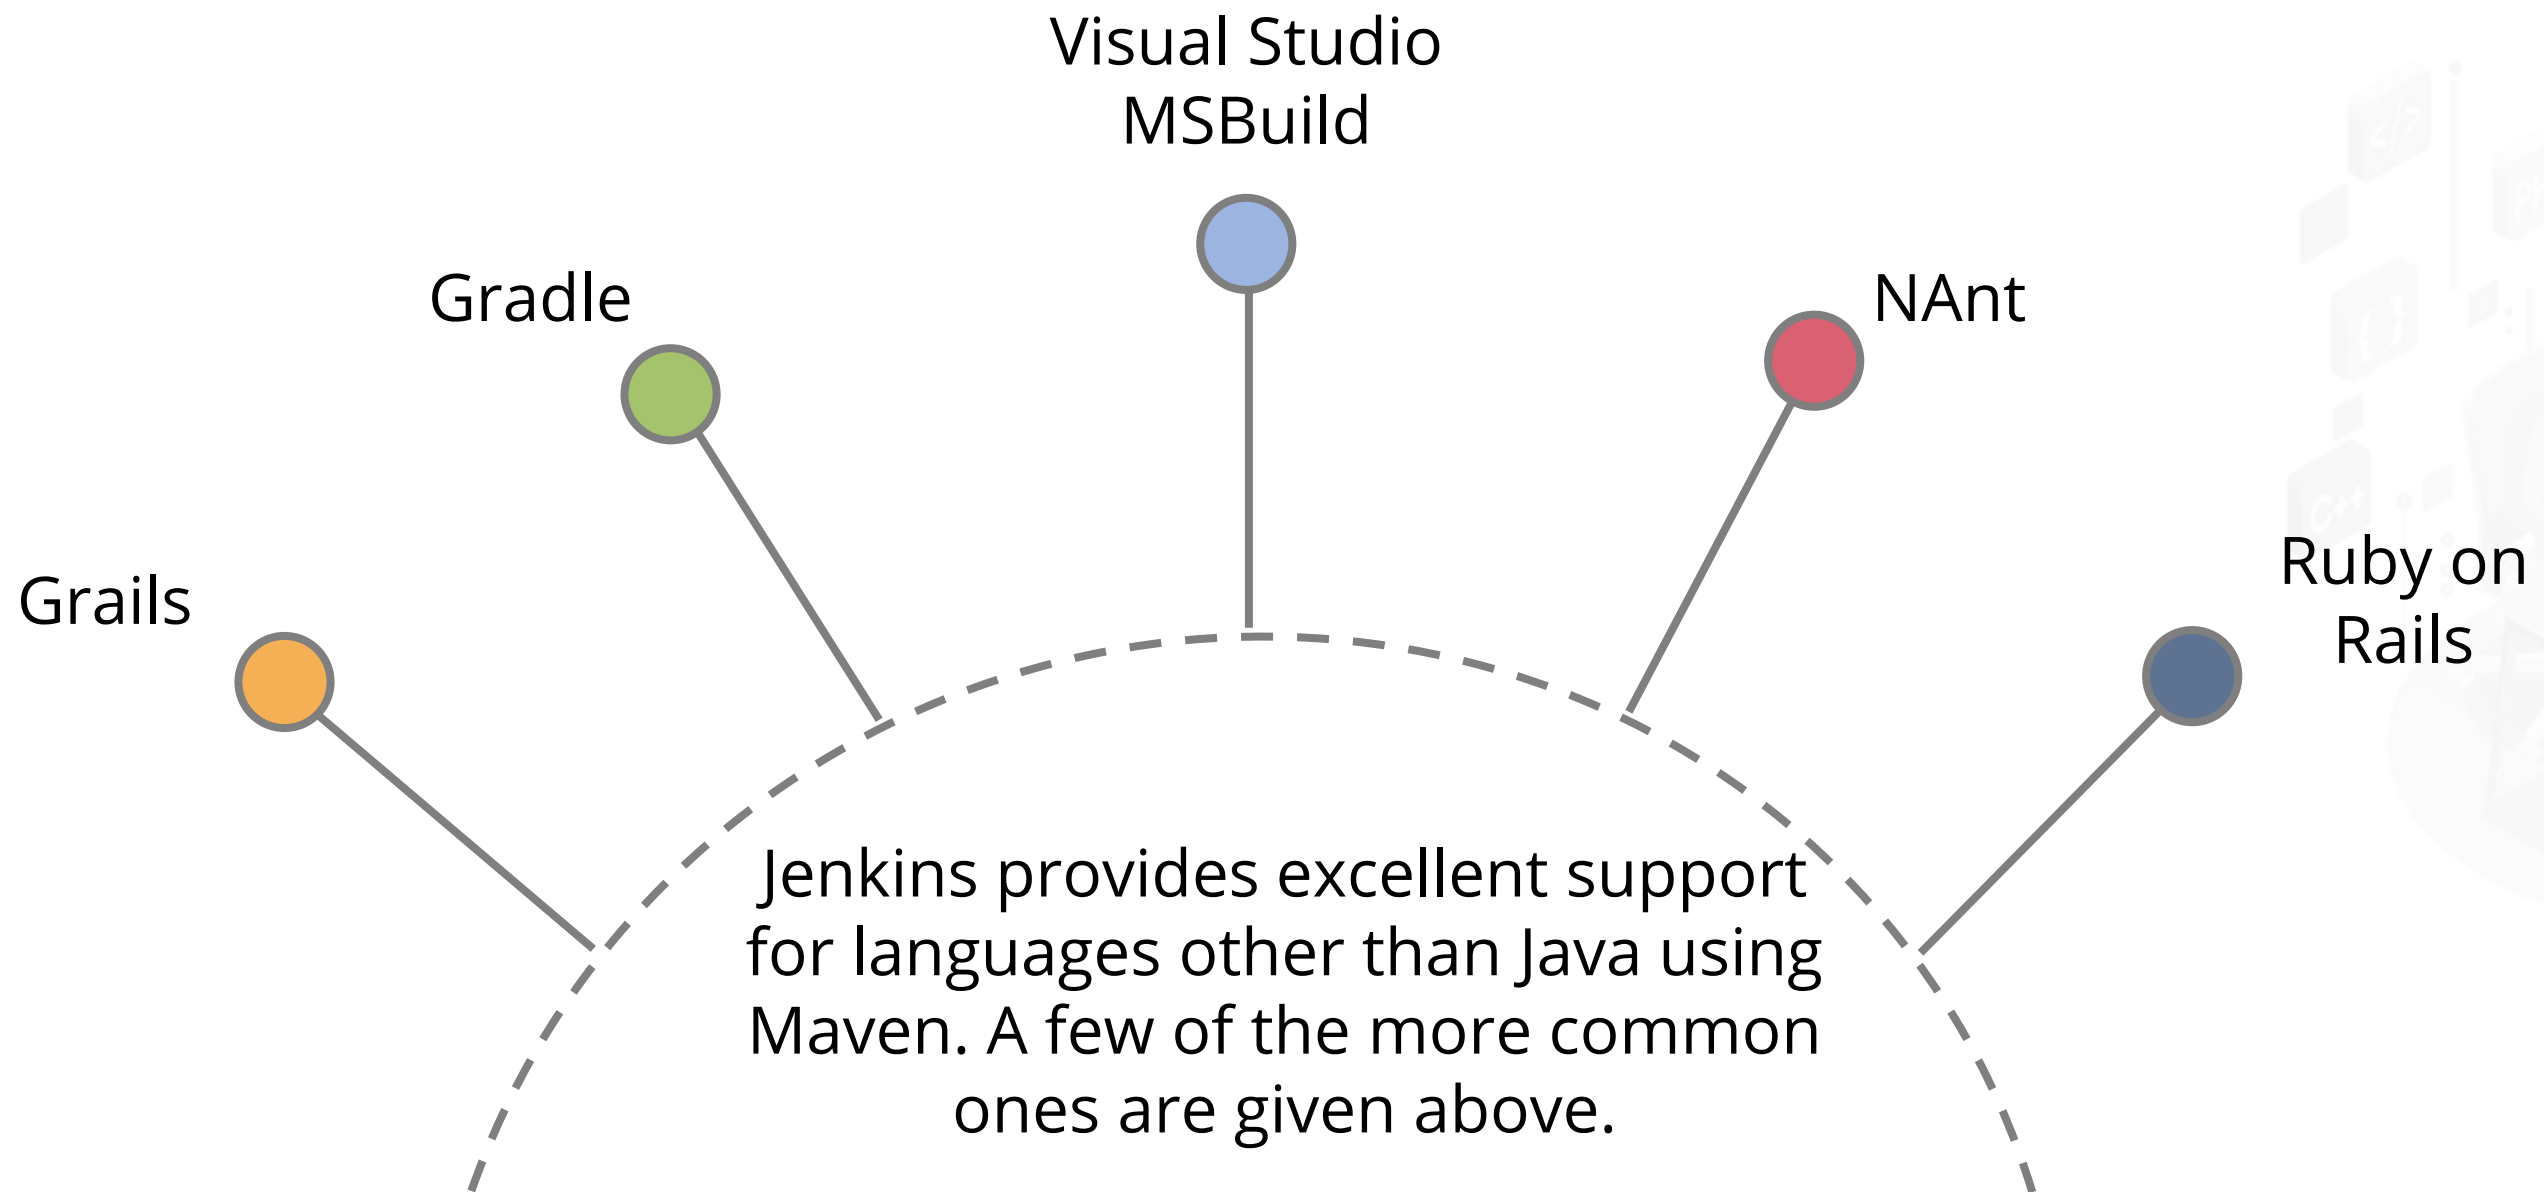 Visual Studio
MSBuild
Gradle
NAnt
Grails
Ruby on
Rails
</>
{ }
C++
Jenkins provides excellent support
for languages other than Java using
Maven. A few of the more common
ones are given above.